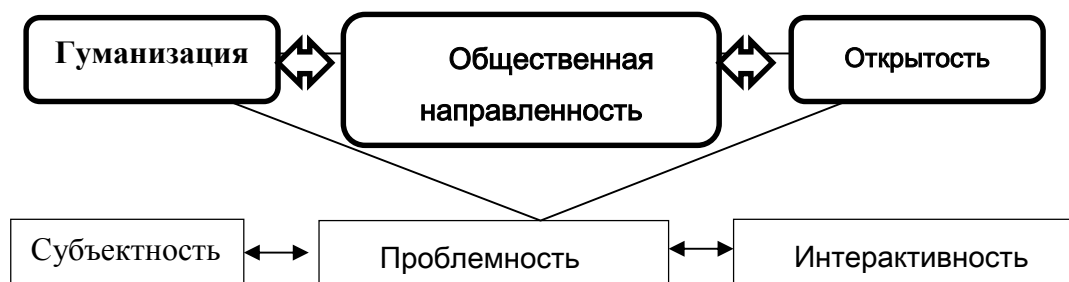 Гуманизация
Общественная
направленность
Открытость
Субъектность
Проблемность
Интерактивность